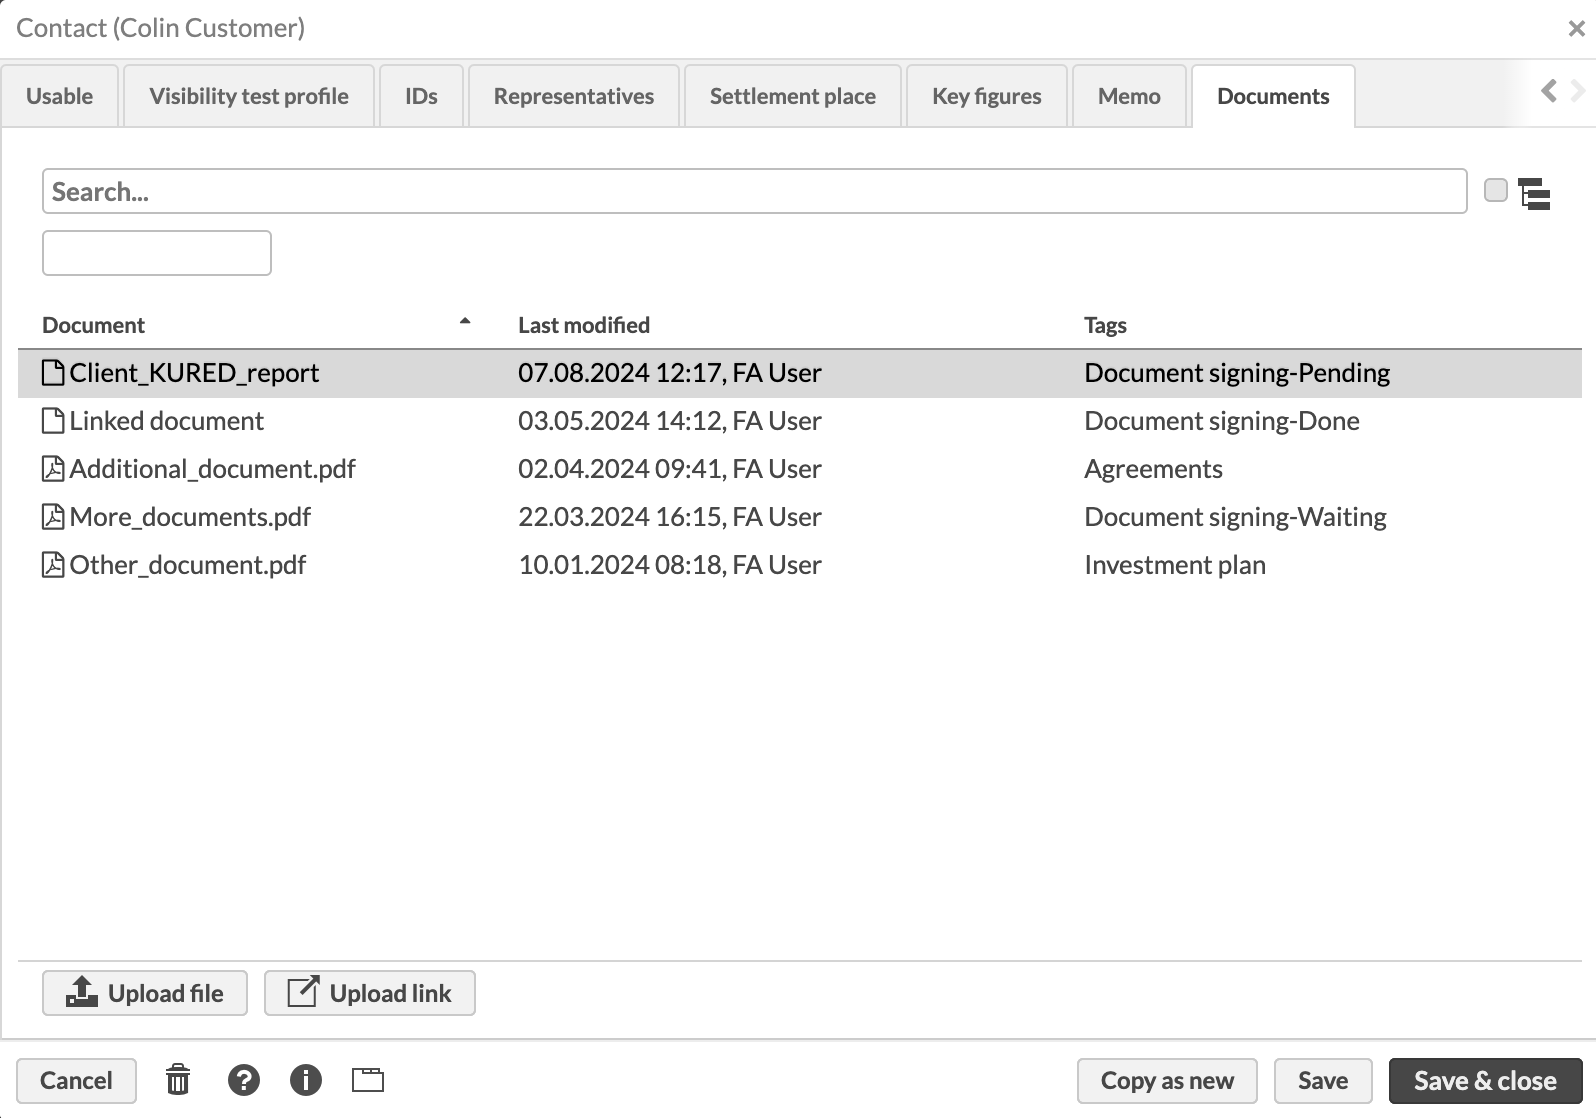 Contact (Colin Customer)
Usable Visibility test profile IDs Representatives Settlement place Key figures Memo Documents
Search...
Document Last modified Tags
Client_KURED_report 07.08.2024 12:17, FA User Document signing-Pending
Linked document 03.05.2024 14:12, FA User Document signing-Done
Additional_document.pdf 02.04.2024 09:41, FA User Agreements
More_documents.pdf 22.03.2024 16:15, FA User Document signing-Waiting
Other_document.pdf 10.01.2024 08:18, FA User Investment plan
Upload file Upload link
Cancel Copy as new Save Save & close